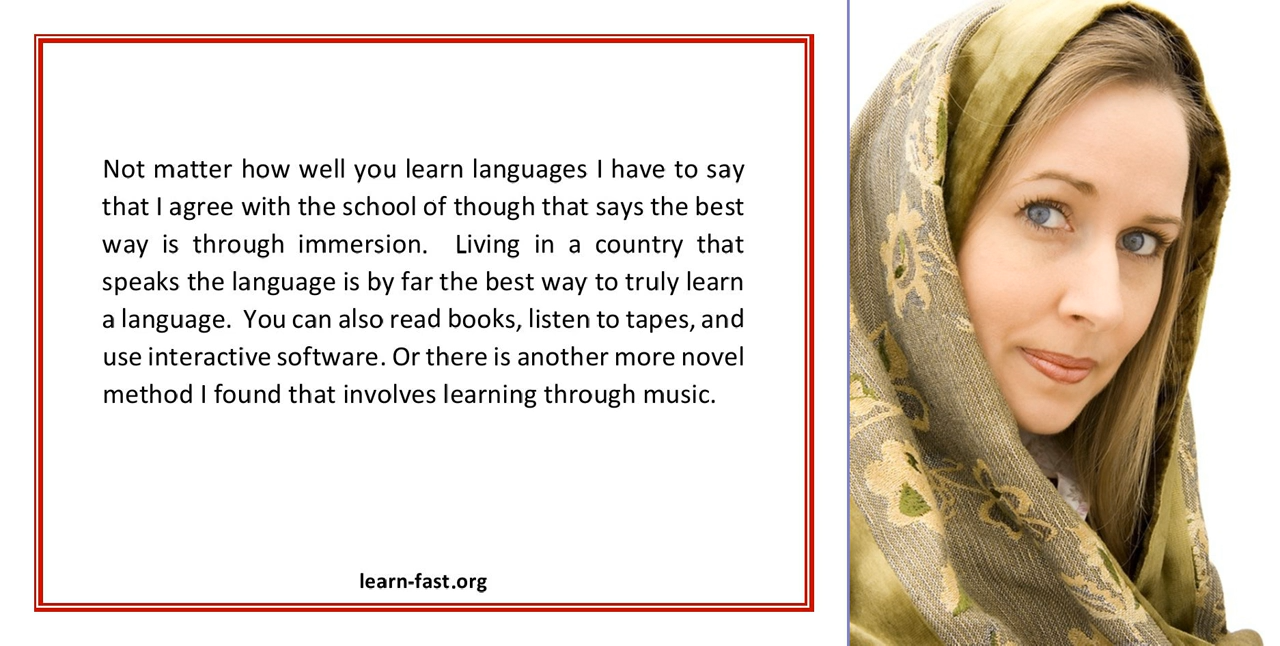 Not matter how well you learn languages I have to say
that I agree with the school of though that says the best
way is through immersion. Living in a country that
speaks the language is by far the best way to truly learn
a language. You can also read books, listen to tapes, and
use interactive software. Or there is another more novel
method I found that involves learning through music.
learn-fast.org